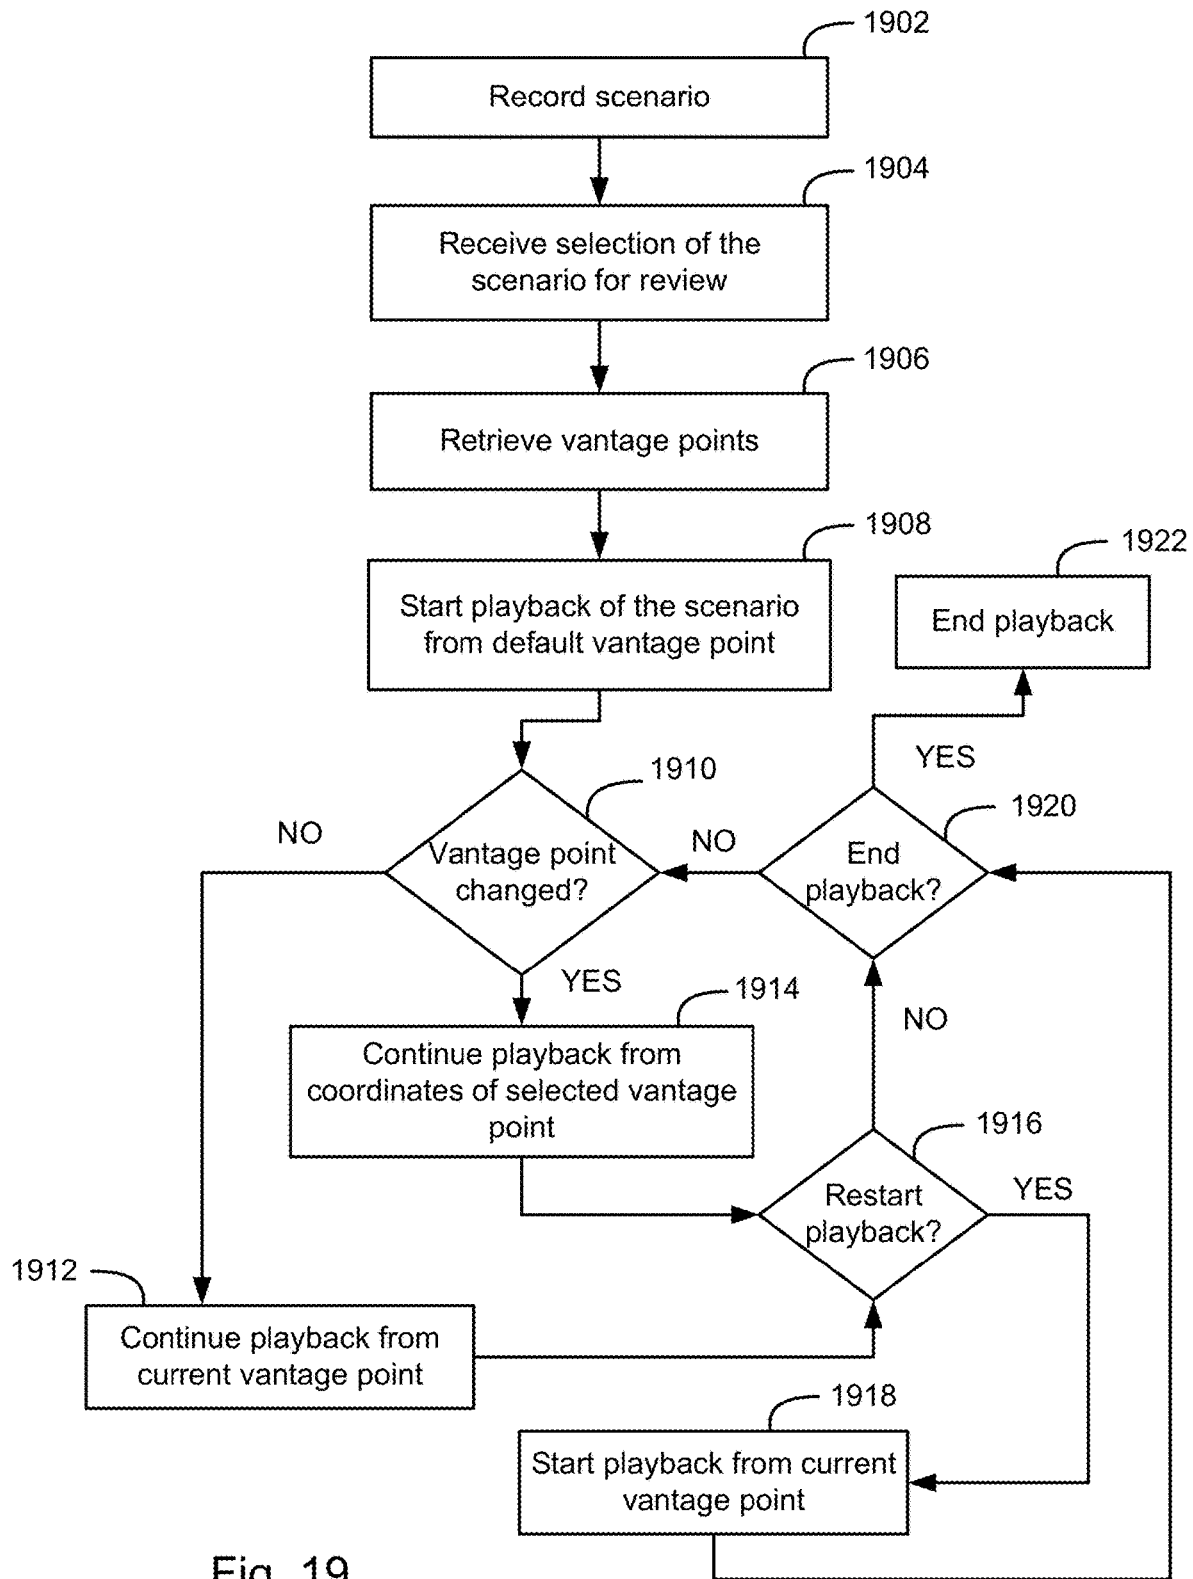 1902
Record scenario
1904
Receive selection of the
scenario for review
1906
Retrieve vantage points
1908
Start playback of the scenario
from default vantage point
1922
End playback
YES
1910
Vantage point
changed?
NO
NO
1920
End
playback?
YES
1914
Continue playback from
coordinates of selected vantage
point
NO
1916
Restart
playback?
YES
1912
Continue playback from
current vantage point
1918
Start playback from current
vantage point
Fig. 19